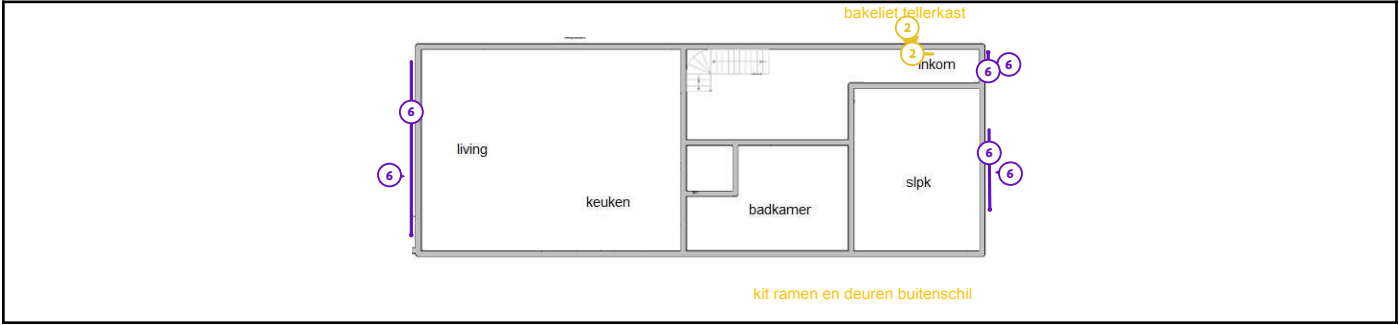 bakeliet tellerkast
2
2
inkom
6
6
6
living
6
6
6
slpk
keuken
badkamer
kit ramen en deuren buitenschil